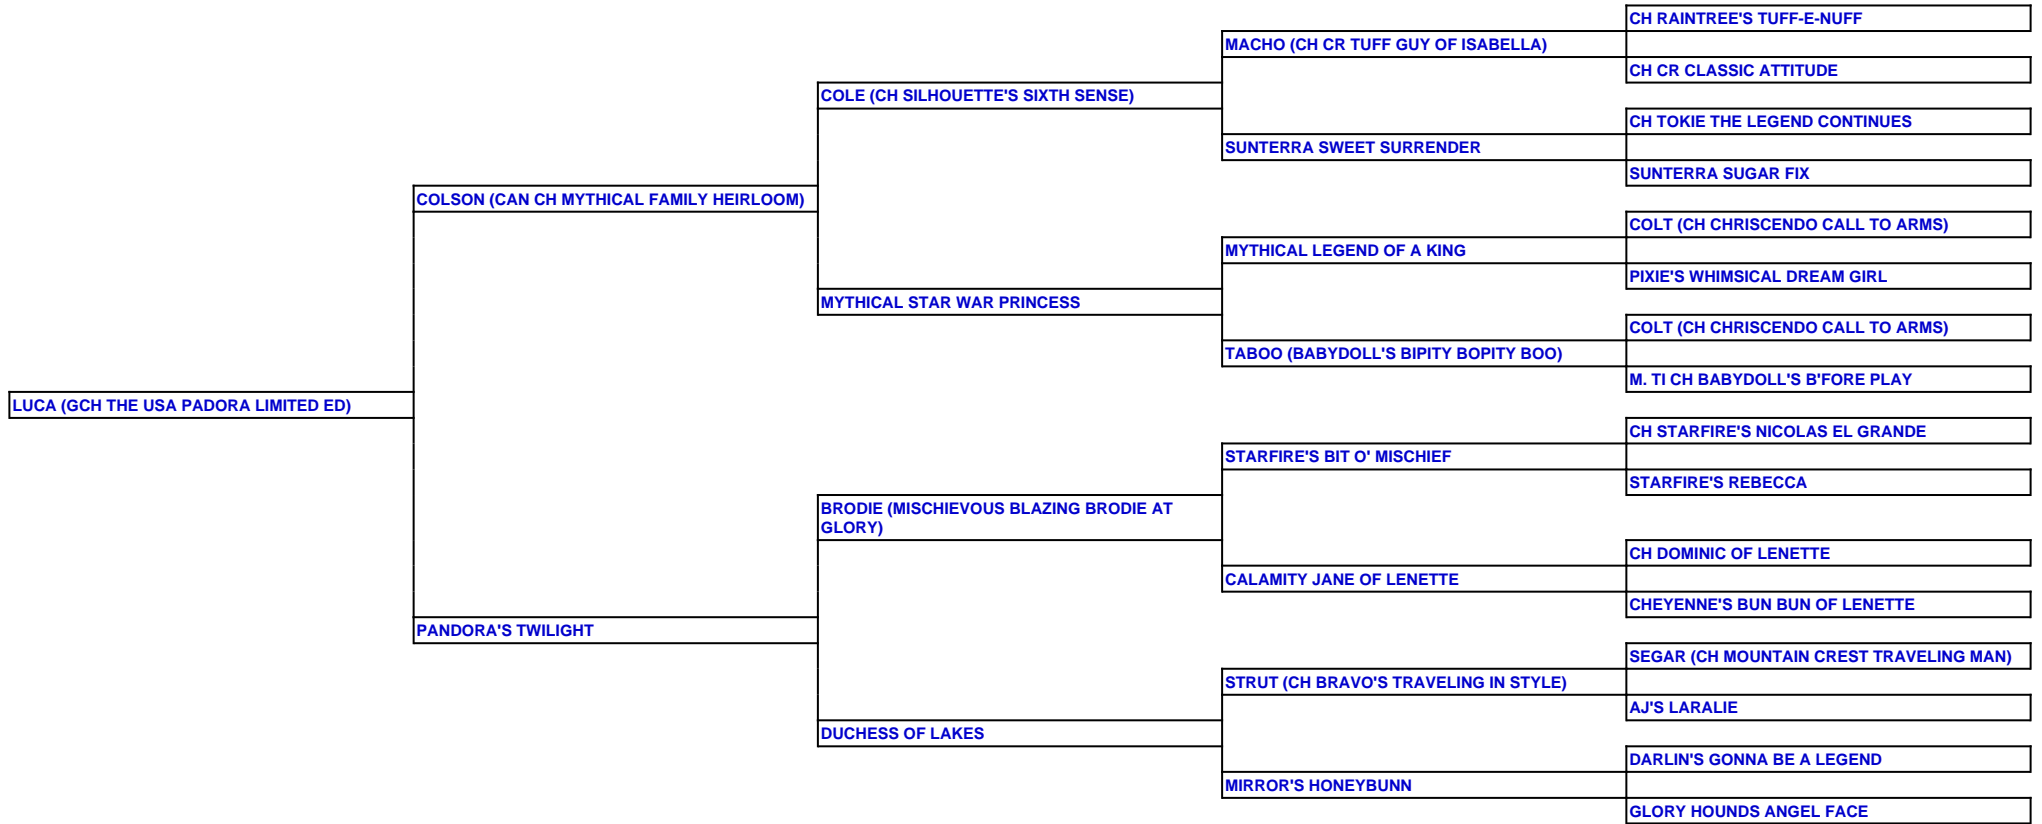 CH RAINTREE'S TUFF-E-NUFF
MACHO (CH CR TUFF GUY OF ISABELLA)
CH CR CLASSIC ATTITUDE
COLE (CH SILHOUETTE'S SIXTH SENSE)
CH TOKIE THE LEGEND CONTINUES
SUNTERRA SWEET SURRENDER
SUNTERRA SUGAR FIX
COLSON (CAN CH MYTHICAL FAMILY HEIRLOOM)
COLT (CH CHRISCENDO CALL TO ARMS)
MYTHICAL LEGEND OF A KING
PIXIE'S WHIMSICAL DREAM GIRL
MYTHICAL STAR WAR PRINCESS
COLT (CH CHRISCENDO CALL TO ARMS)
TABOO (BABYDOLL'S BIPITY BOPITY BOO)
M. TI CH BABYDOLL'S B'FORE PLAY
LUCA (GCH THE USA PADORA LIMITED ED)
CH STARFIRE'S NICOLAS EL GRANDE
STARFIRE'S BIT O' MISCHIEF
STARFIRE'S REBECCA
BRODIE (MISCHIEVOUS BLAZING BRODIE AT
GLORY)
CH DOMINIC OF LENETTE
CALAMITY JANE OF LENETTE
CHEYENNE'S BUN BUN OF LENETTE
PANDORA'S TWILIGHT
SEGAR (CH MOUNTAIN CREST TRAVELING MAN)
STRUT (CH BRAVO'S TRAVELING IN STYLE)
AJ'S LARALIE
DUCHESS OF LAKES
DARLIN'S GONNA BE A LEGEND
MIRROR'S HONEYBUNN
GLORY HOUNDS ANGEL FACE